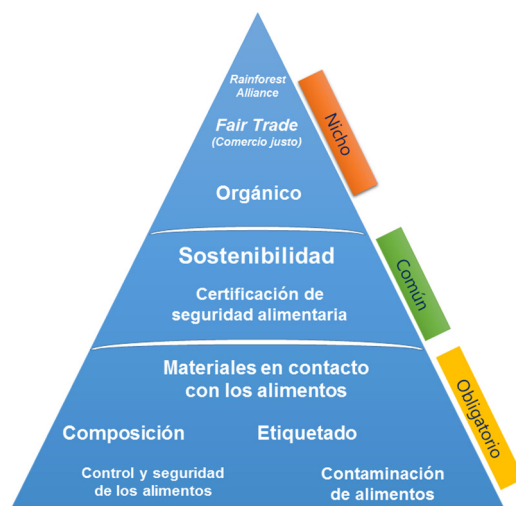 Rainforest
Alliance
Fair Trade
(Comercio justo)
Orgánico
Nicho
Sostenibilidad
Certificación de
seguridad alimentaria
Común
Materiales en contacto
con los alimentos
Composición
Etiquetado
Control y seguridad
de los alimentos
Contaminación
de alimentos
Obligatorio